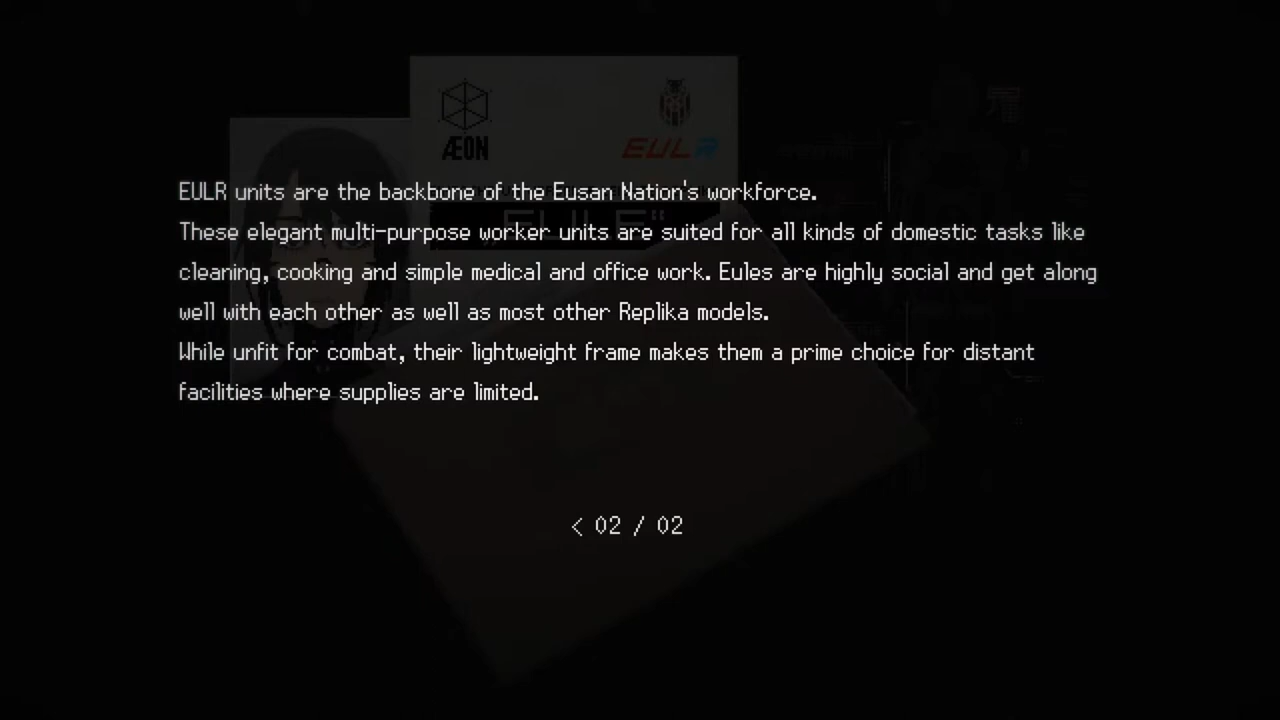 ÆON
EULR
„EULE“
EULR units are the backbone of the Eusan Nation's workforce.
These elegant multi-purpose worker units are suited for all kinds of domestic tasks like
cleaning, cooking and simple medical and office work. Eules are highly social and get along
well with each other as well as most other Replika models.
While unfit for combat, their lightweight frame makes them a prime choice for distant
facilities where supplies are limited.
< 02 / 02